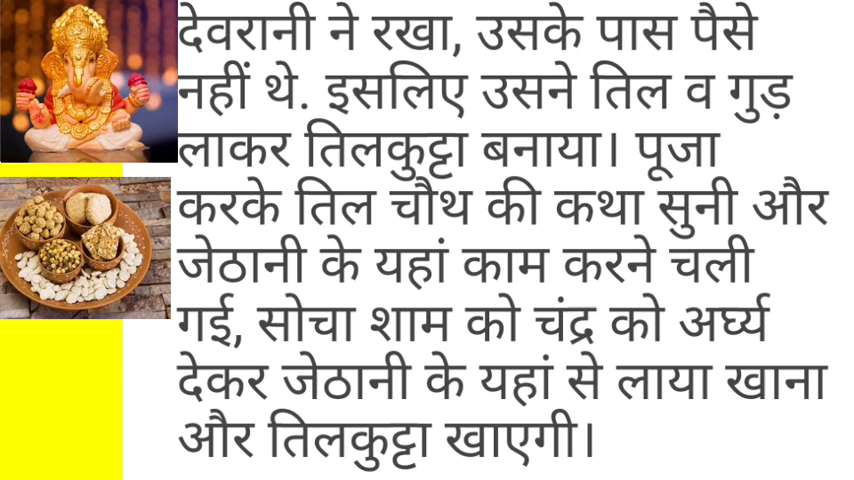 देवरानी ने रखा, उसके पास पैसे
नहीं थे. इसलिए उसने तिल व गुड़
लाकर तिलकुट्टा बनाया। पूजा
करके तिल चौथ की कथा सुनी और
जेठानी के यहां काम करने चली
गई, सोचा शाम को चंद्र को अर्घ्य
देकर जेठानी के यहां से लाया खाना
और तिलकुट्टा खाएगी।